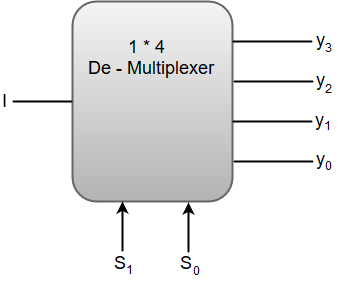 1 * 4
De - Multiplexer
I
y3
y2
y1
y0
S1 S0